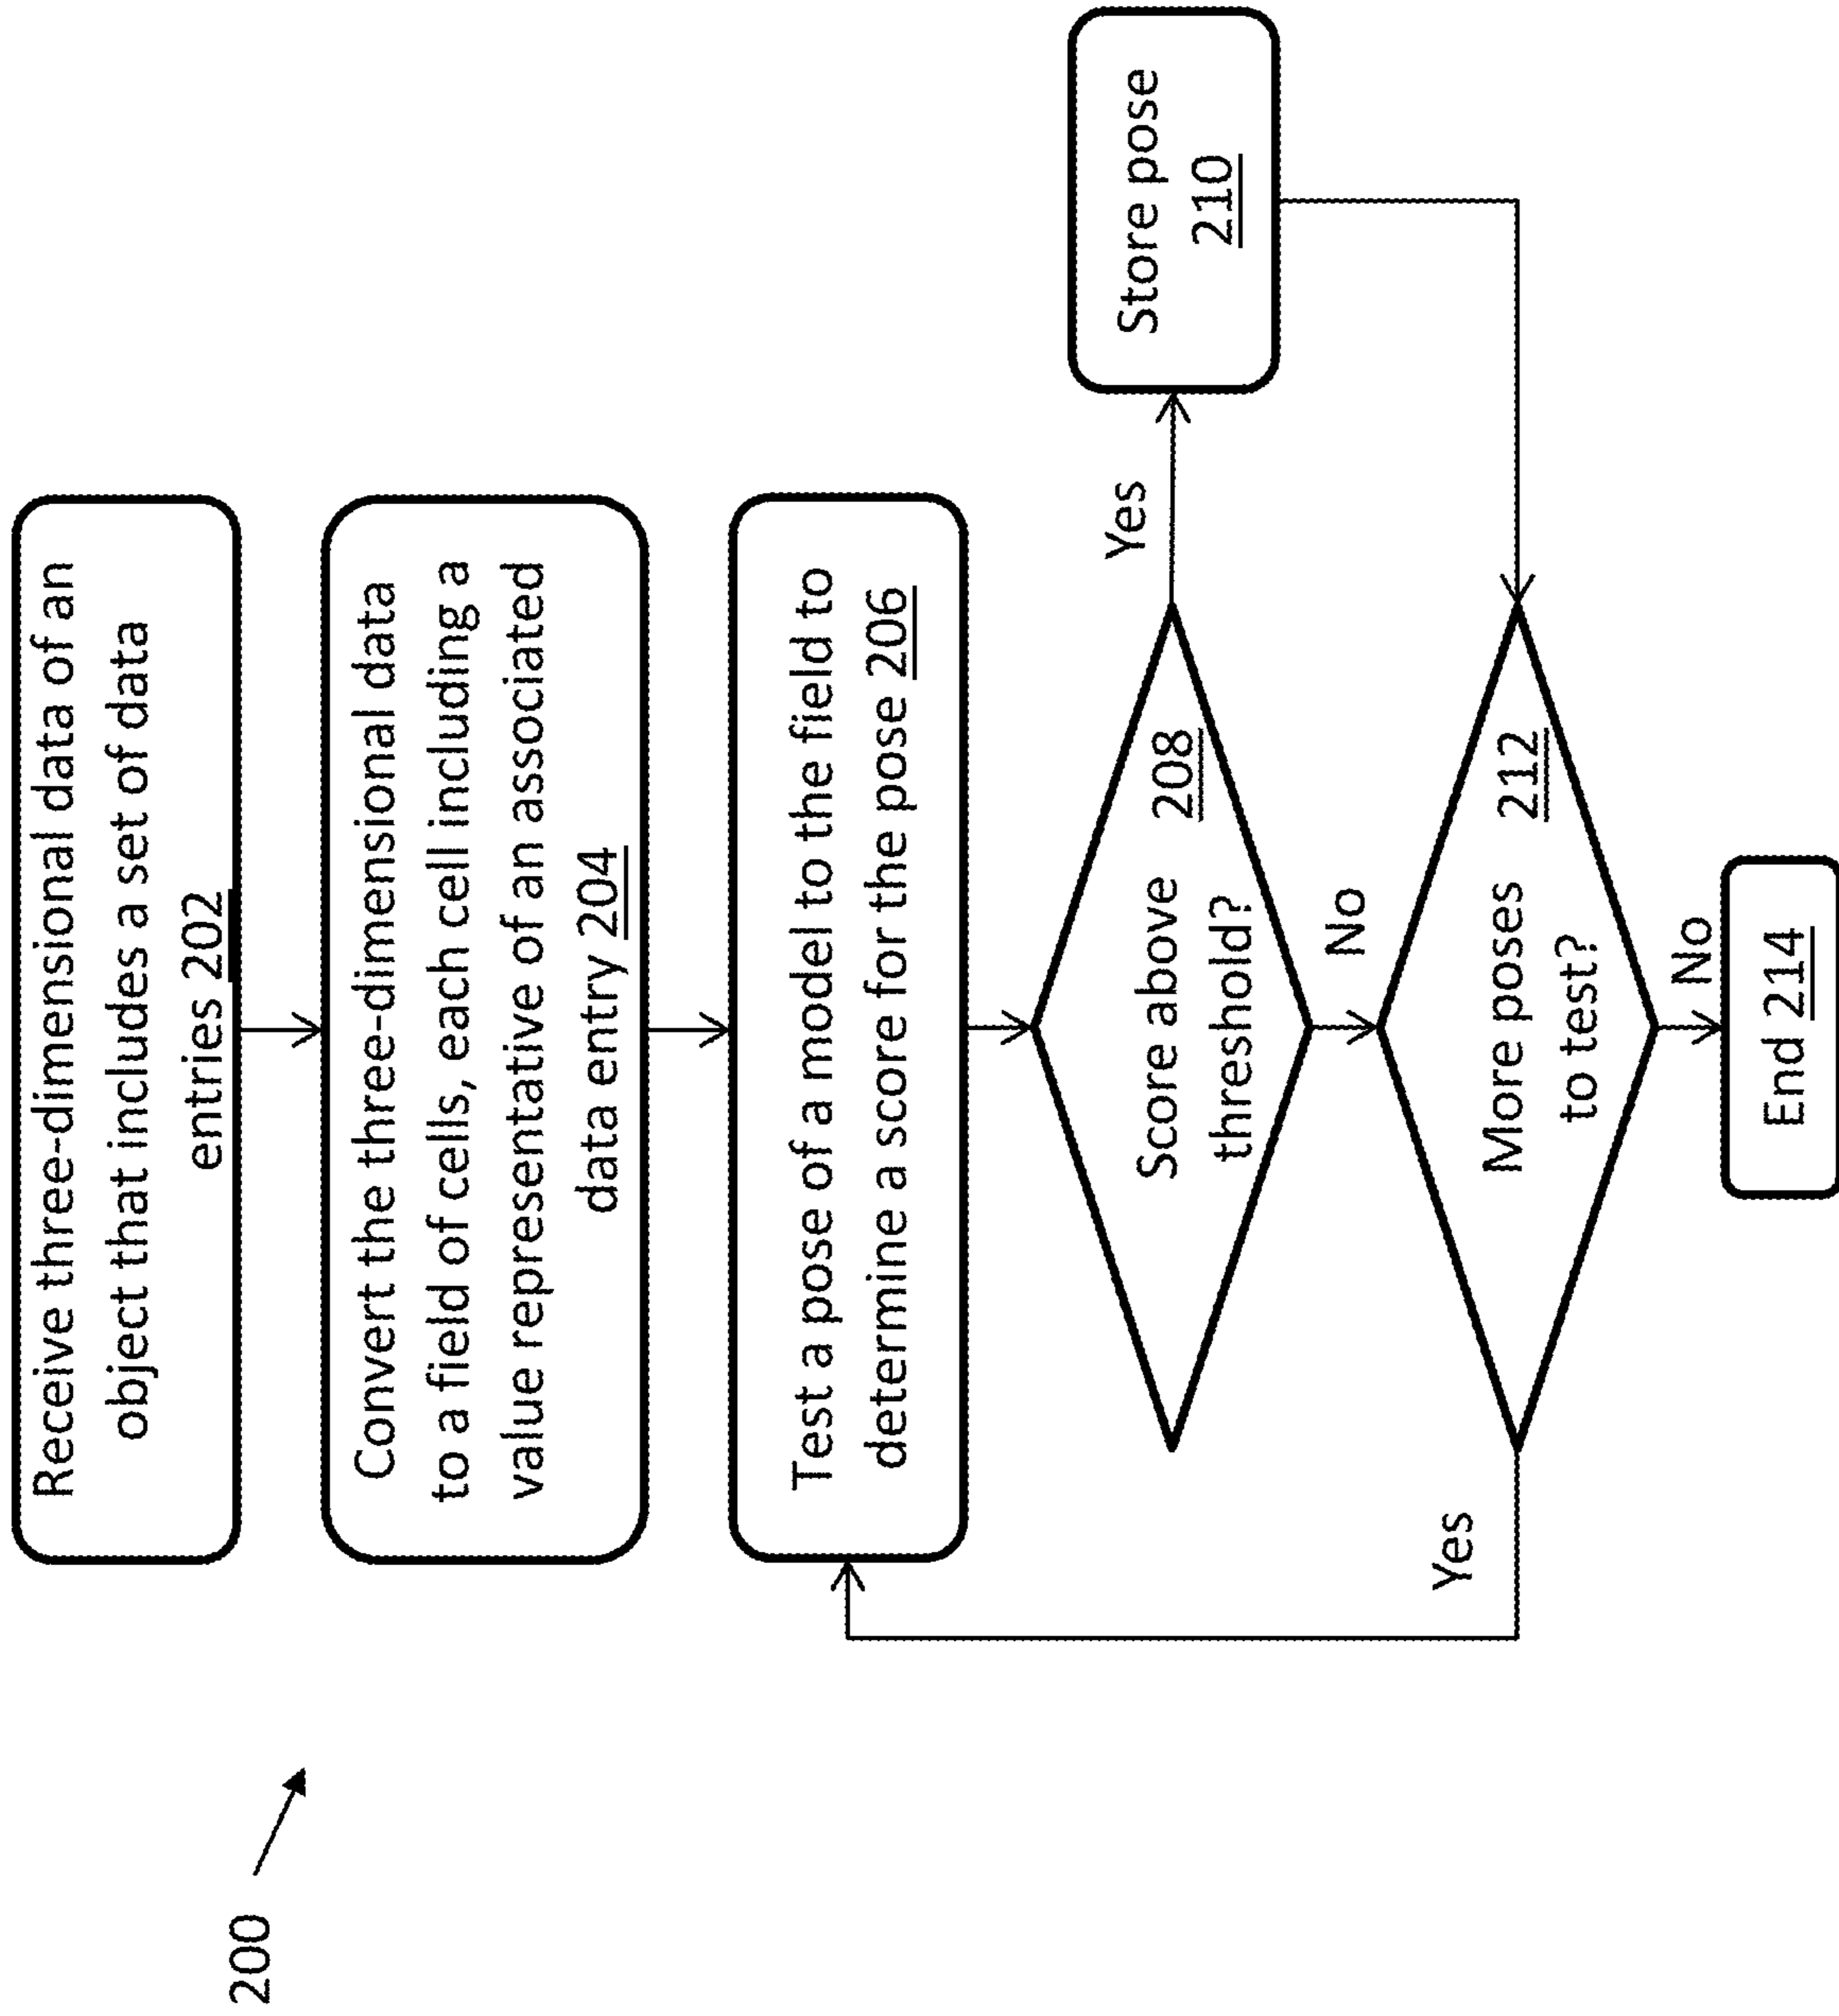 200
Receive three-dimensional data of an
object that includes a set of data
entries 202
Convert the three-dimensional data
to a field of cells, each cell including a
value representative of an associated
data entry 204
Test a pose of a model to the field to
determine a score for the pose 206
Score above
threshold?
208
Yes
Store pose
210
No
More poses
to test?
212
Yes
No
End 214